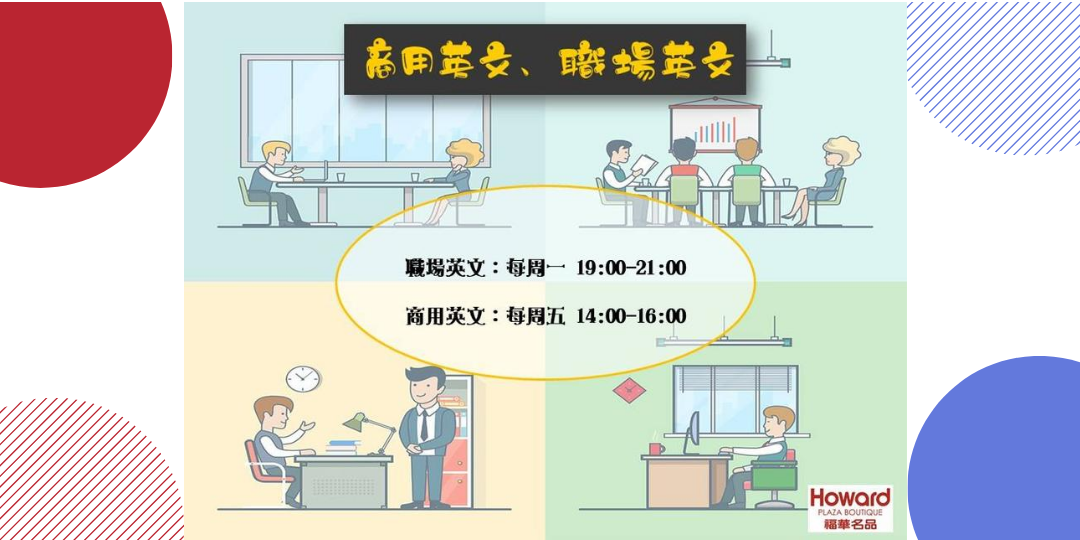 商用英文、職場英文
職場英文：每周一 19:00-21:00
商用英文：每周五 14:00-16:00
Howard
PLAZA BOUTIQUE
福華名品